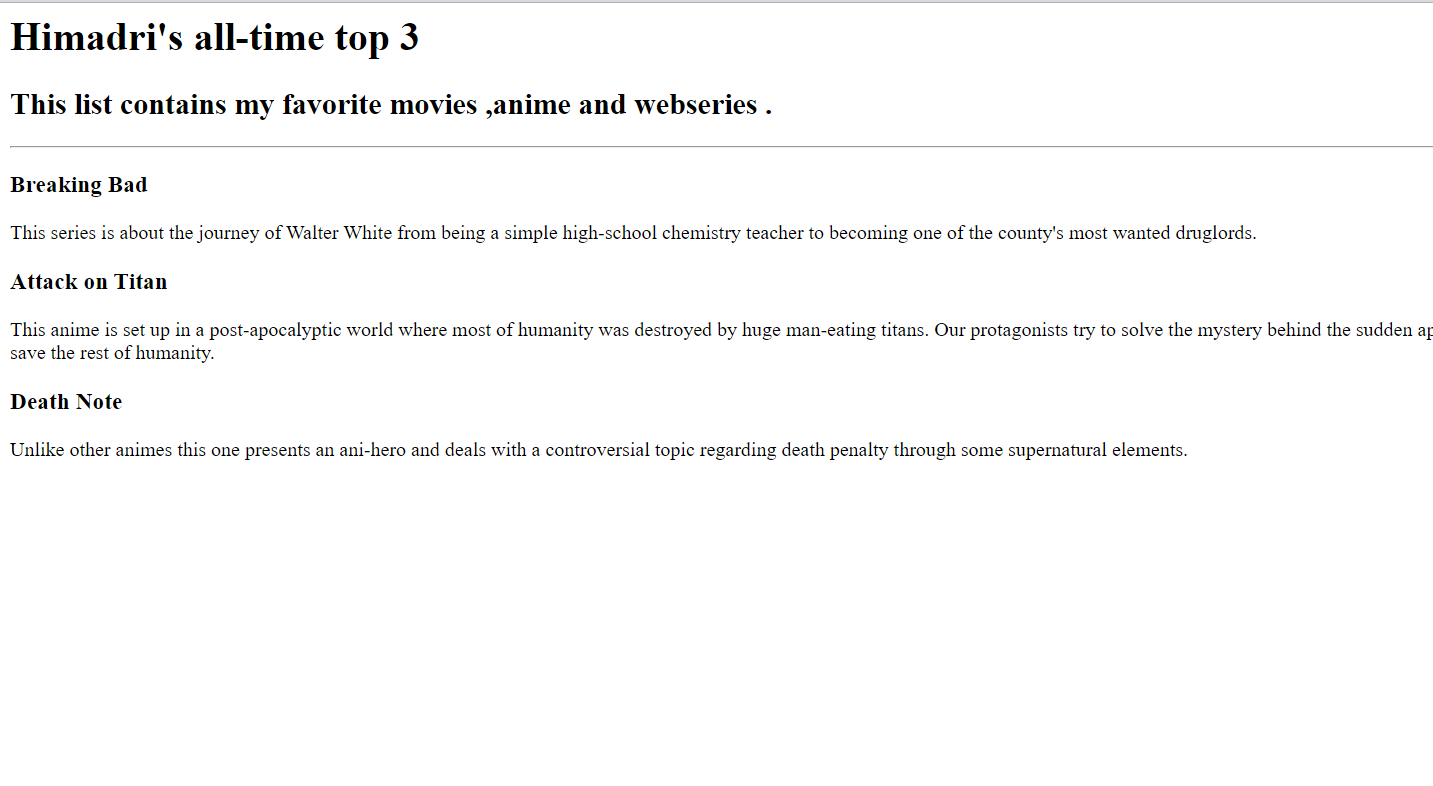 Himadri's all-time top 3
This list contains my favorite movies ,anime and webseries .
Breaking Bad
This series is about the journey of Walter White from being a simple high-school chemistry teacher to becoming one of the county's most wanted druglords.
Attack on Titan
This anime is set up in a post-apocalyptic world where most of humanity was destroyed by huge man-eating titans. Our protagonists try to solve the mystery behind the sudden
save the rest of humanity.
Death Note
Unlike other animes this one presents an ani-hero and deals with a controversial topic regarding death penalty through some supernatural elements.